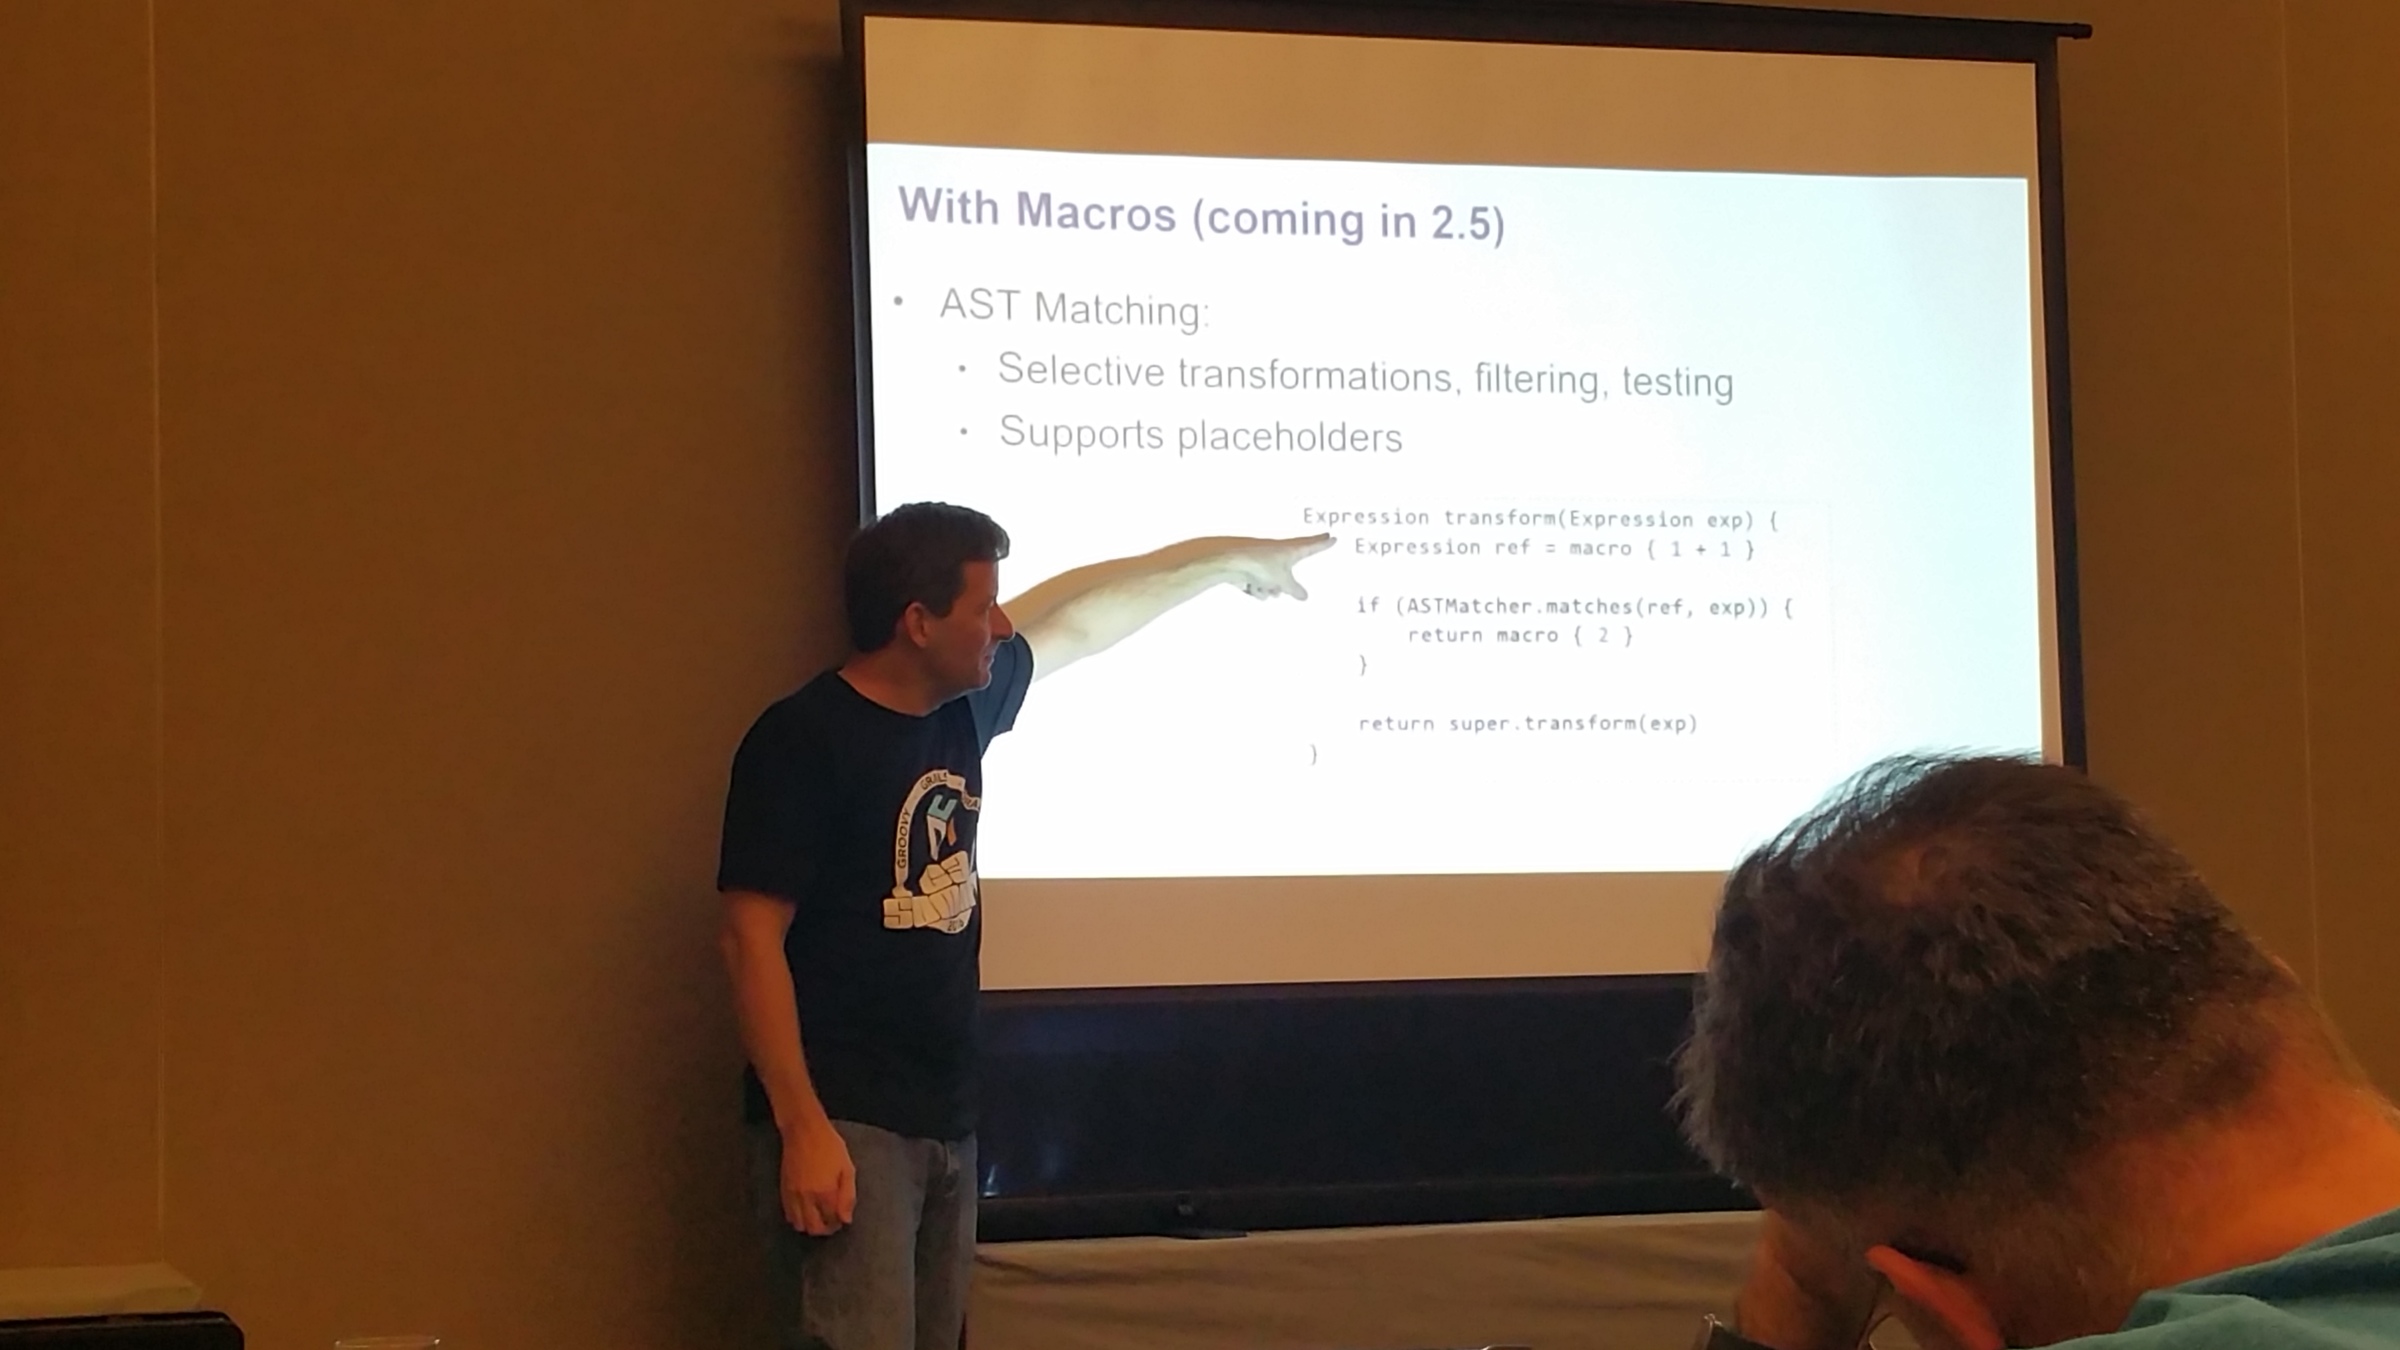 With Macros (coming in 2.5)
• AST Matching:
• Selective transformations, filtering, testing
• Supports placeholders
Expression transform(Expression exp) {
Expression ref = macro { 1 + 1 }
if (ASTMatcher.matches(ref, exp)) {
return macro { 2 }
}
return super.transform(exp)
}
GROOVY GRAILS